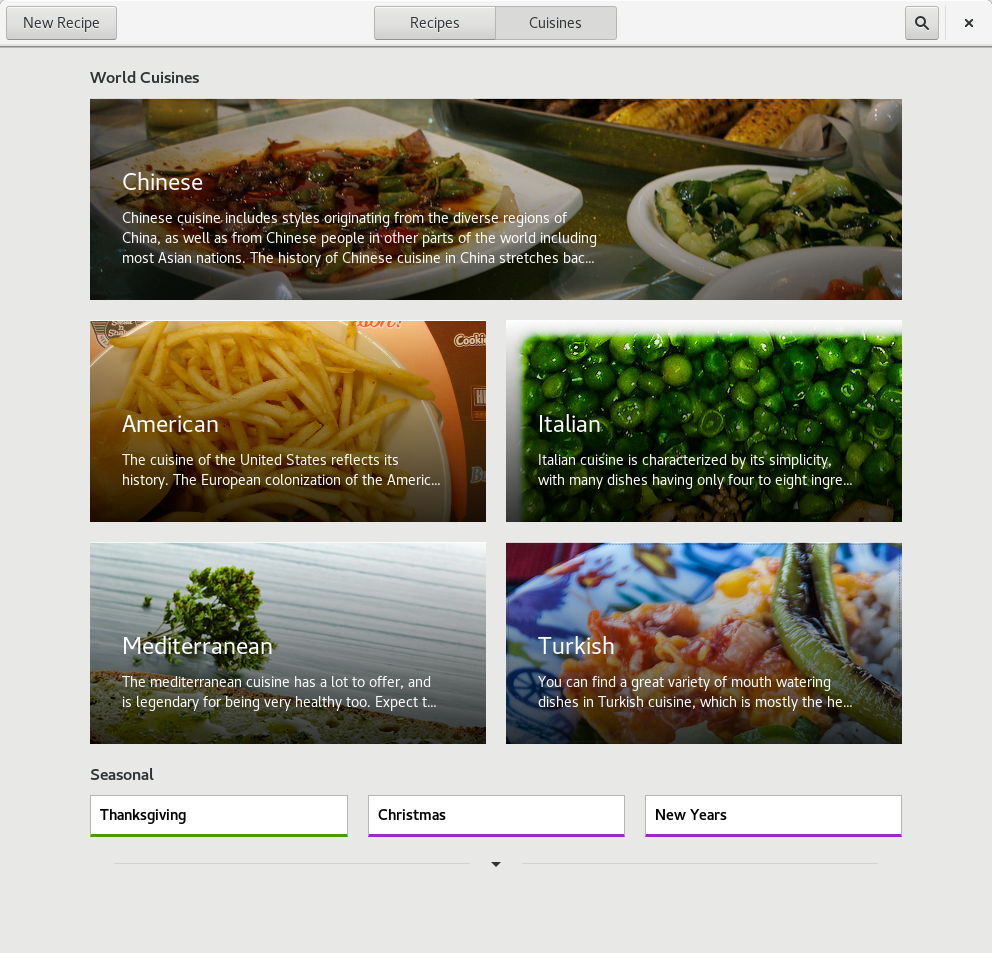 New Recipe
Recipes
Cuisines
World Cuisines
Chinese
Chinese cuisine includes styles originating from the diverse regions of
China, as well as from Chinese people in other parts of the world including
most Asian nations. The history of Chinese cuisine in China stretches bac...
American
The cuisine of the United States reflects its
history. The European colonization of the Americ...
Italian
Italian cuisine is characterized by its simplicity,
with many dishes having only four to eight ingre...
Mediterranean
The mediterranean cuisine has a lot to offer, and
is legendary for being very healthy too. Expect t...
Turkish
You can find a great variety of mouth watering
dishes in Turkish cuisine, which is mostly the he...
Seasonal
Thanksgiving
Christmas
New Years